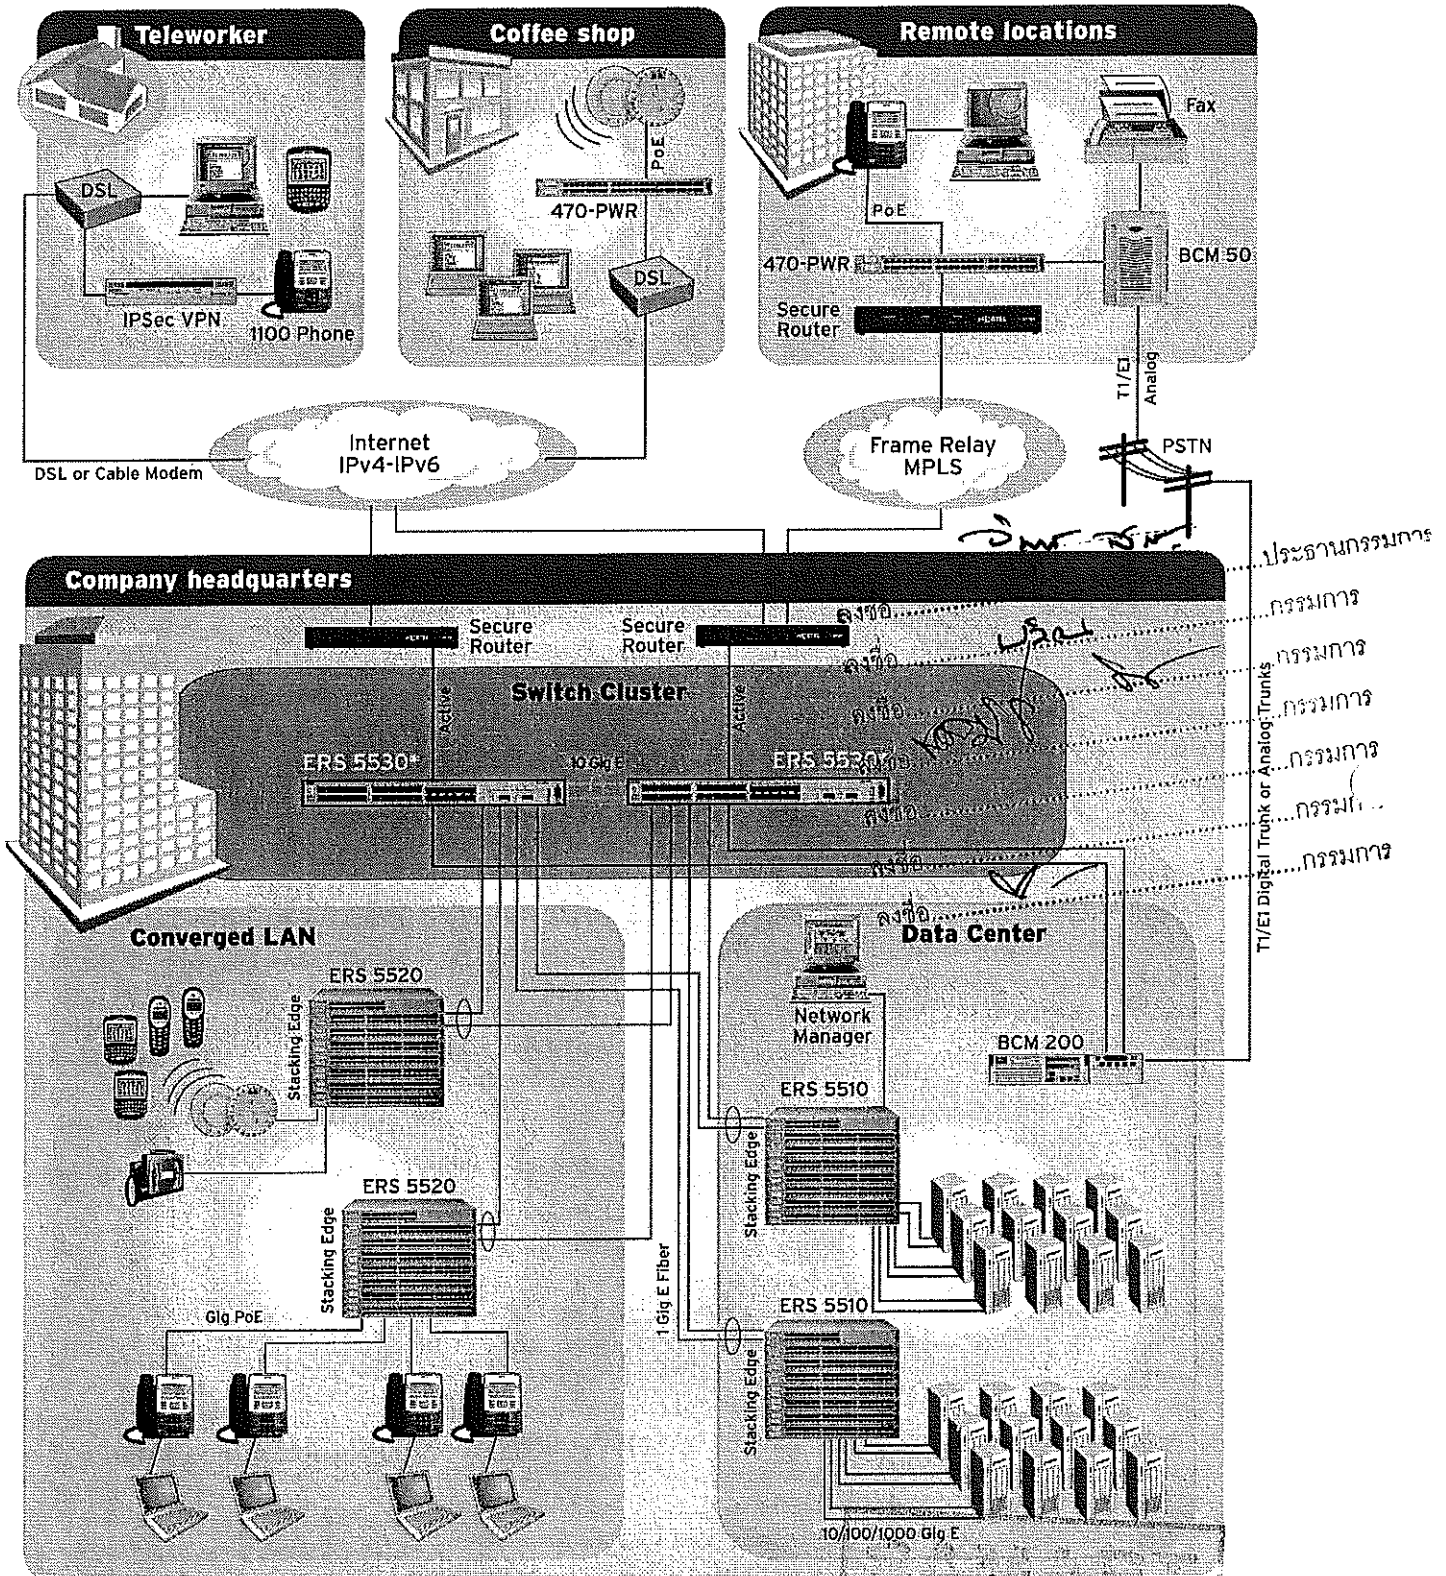 Teleworker
DSL
IPSec VPN
1100 Phone
Coffee shop
PoE
470-PWR
DSL
Remote locations
Fax
PoE
470-PWR
BCM 50
Secure
Router
T1/E1
Analog
Internet
IPv4-IPv6
DSL or Cable Modem
Frame Relay
MPLS
PSTN
Company headquarters
ประธานกรรมการ
ลงชื่อ กรรมการ
ลงชื่อ กรรมการ
ลงชื่อ กรรมการ
ลงชื่อ กรรมการ
ลงชื่อ
ลงชื่อ กรรมการ
ลงชื่อ
Secure
Router
Secure
Router
Switch Cluster
Active
Active
ERS 5530*
10 Gig E
ERS 5530*
T1/E1 Digital Trunk or Analog Trunks
Converged LAN
ERS 5520
Stacking Edge
ERS 5520
Stacking Edge
Gig PoE
1 Gig E Fiber
Data Center
Network
Manager
BCM 200
ERS 5510
Stacking Edge
ERS 5510
Stacking Edge
10/100/1000 Gig E